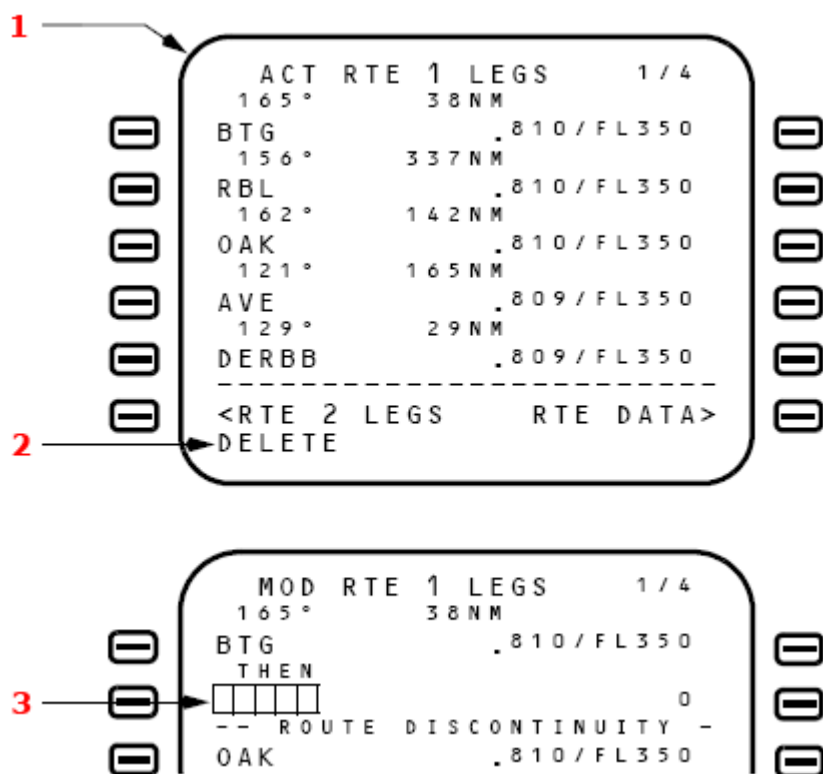 1
ACT RTE 1 LEGS 1/4
165° 38NM
BTG .810/FL350
156° 337NM
RBL .810/FL350
162° 142NM
OAK .810/FL350
121° 165NM
AVE .809/FL350
129° 29NM
DERBB .809/FL350
------------------------
<RTE 2 LEGS RTE DATA>
2
DELETE
MOD RTE 1 LEGS 1/4
165° 38NM
BTG .810/FL350
THEN
3
□□□□□ 0
-- ROUTE DISCONTINUITY -
OAK .810/FL350